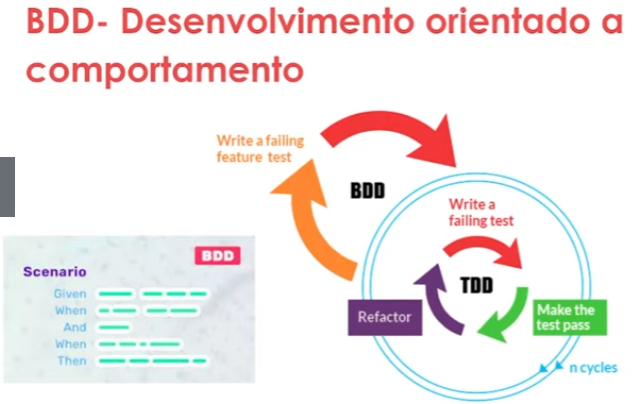 BDD- Desenvolvimento orientado a
comportamento
Write a failing
feature test
BDD
Write a
failing test
TDD
Refactor
Make the
test pass
n cycles
BDD
Scenario
Given
When
And
When
Then